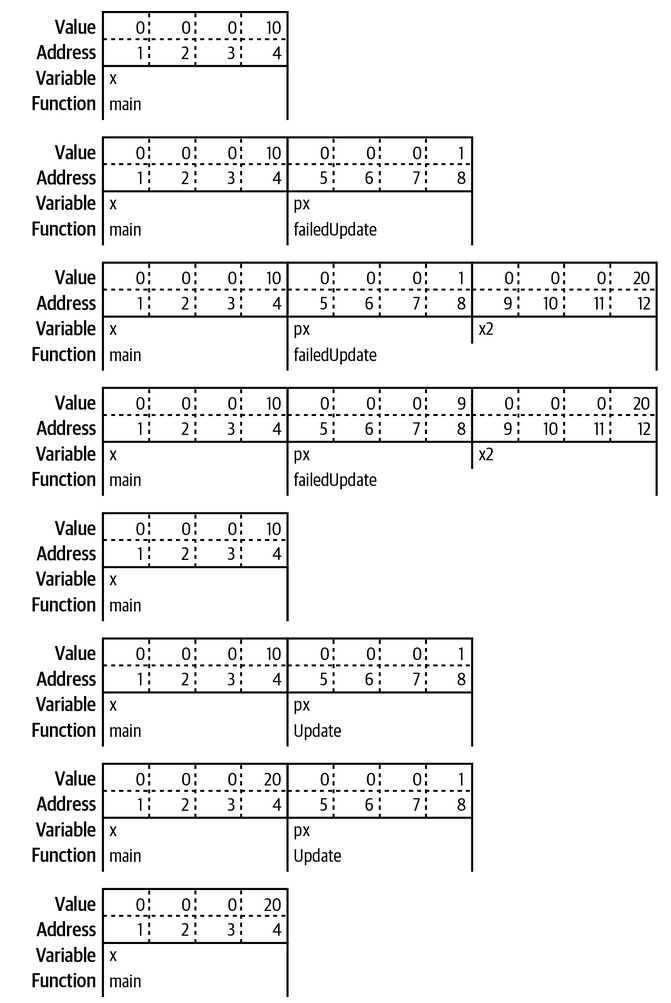 Value 0 0 0 10
Address 1 2 3 4
Variable x
Function main
Value 0 0 0 10 0 0 0 1
Address 1 2 3 4 5 6 7 8
Variable x px
Function main failedUpdate
Value 0 0 0 10 0 0 0 1 0 0 0 20
Address 1 2 3 4 5 6 7 8 9 10 11 12
Variable x px x2
Function main failedUpdate
Value 0 0 0 10 0 0 0 9 0 0 0 20
Address 1 2 3 4 5 6 7 8 9 10 11 12
Variable x px x2
Function main failedUpdate
Value 0 0 0 10
Address 1 2 3 4
Variable x
Function main
Value 0 0 0 10 0 0 0 1
Address 1 2 3 4 5 6 7 8
Variable x px
Function main Update
Value 0 0 0 20 0 0 0 1
Address 1 2 3 4 5 6 7 8
Variable x px
Function main Update
Value 0 0 0 20
Address 1 2 3 4
Variable x
Function main